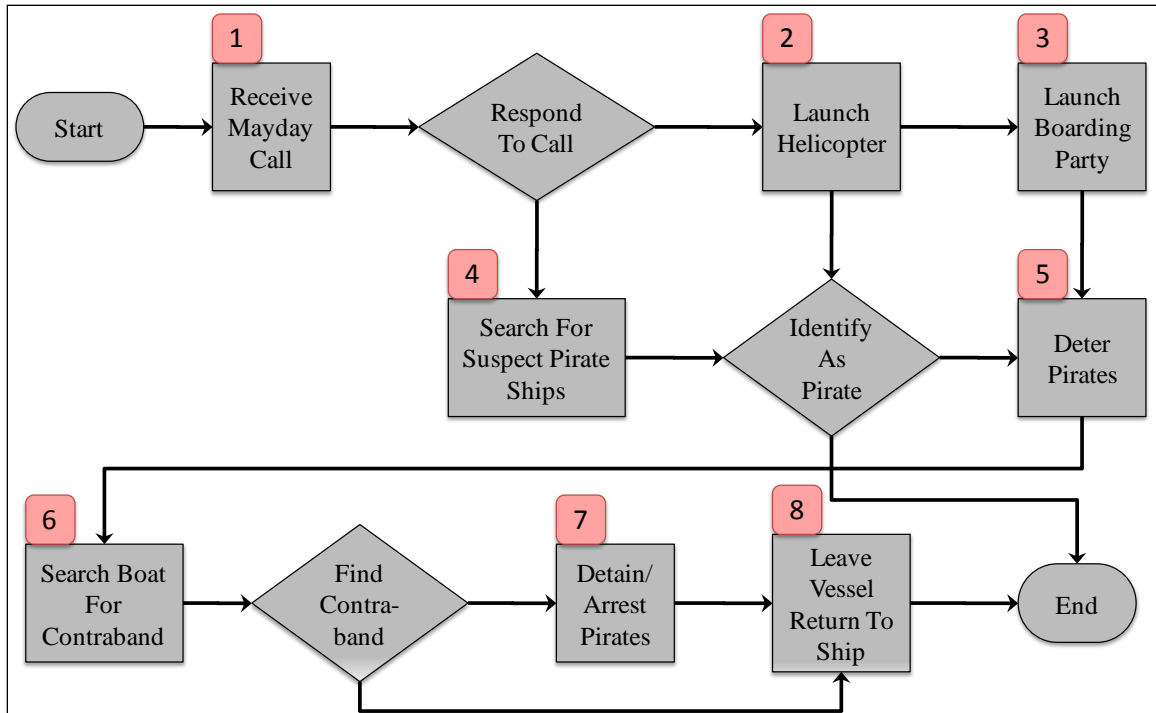 1
2
3
Start
Receive
Mayday
Call
Respond
To Call
Launch
Helicopter
Launch
Boarding
Party
4
5
Search For
Suspect Pirate
Ships
Identify
As
Pirate
Deter
Pirates
6
7
8
Search Boat
For
Contraband
Find
Contra-
band
Detain/
Arrest
Pirates
Leave
Vessel
Return To
Ship
End